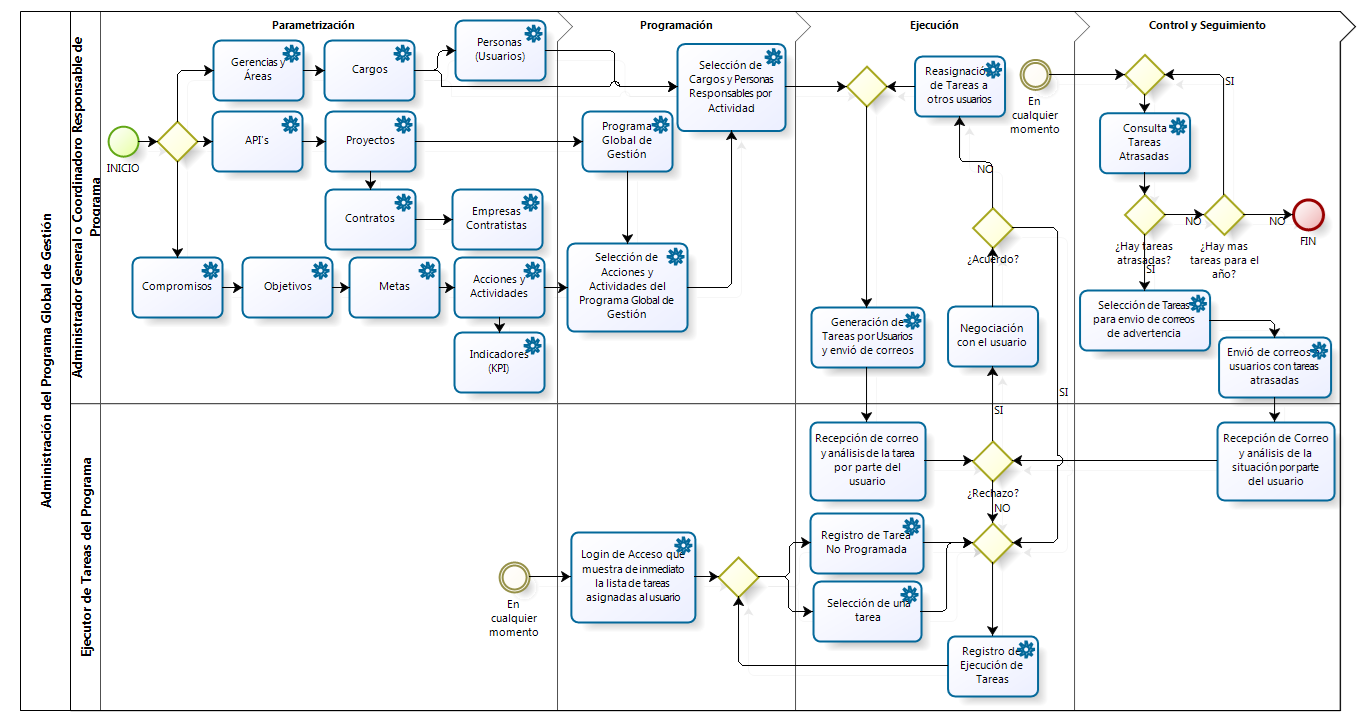 Administración del Programa Global de Gestión
Administrador General o Coordinadoro Responsable de
Programa
Ejecutor de Tareas del Programa
Parametrización
Programación
Ejecución
Control y Seguimiento
INICIO
Gerencias y
Áreas
Cargos
Personas
(Usuarios)
API's
Proyectos
Contratos
Empresas
Contratistas
Compromisos
Objetivos
Metas
Acciones y
Actividades
Indicadores
(KPI)
Selección de
Cargos y Personas
Responsables por
Actividad
Programa
Global de
Gestión
Selección de
Acciones y
Actividades del
Programa Global de
Gestión
Reasignación
de Tareas a
otros usuarios
NO
¿Acuerdo?
SI
Generación de
Tareas por Usuarios
y envió de correos
Negociación
con el usuario
SI
Recepción de correo
y análisis de la tarea
por parte del
usuario
¿Rechazo?
NO
Registro de Tarea
No Programada
Selección de una
tarea
Registro de
Ejecución de
Tareas
En
cualquier
momento
Login de Acceso que
muestra de inmediato
la lista de tareas
asignadas al usuario
En
cualquier
momento
SI
Consulta
Tareas
Atrasadas
NO
NO
FIN
¿Hay tareas
atrasadas?
¿Hay mas
tareas para el
año?
SI
Selección de Tareas
para envio de correos
de advertencia
Envió de correos a
usuarios con tareas
atrasadas
Recepción de Correo
y análisis de la
situación por parte
del usuario